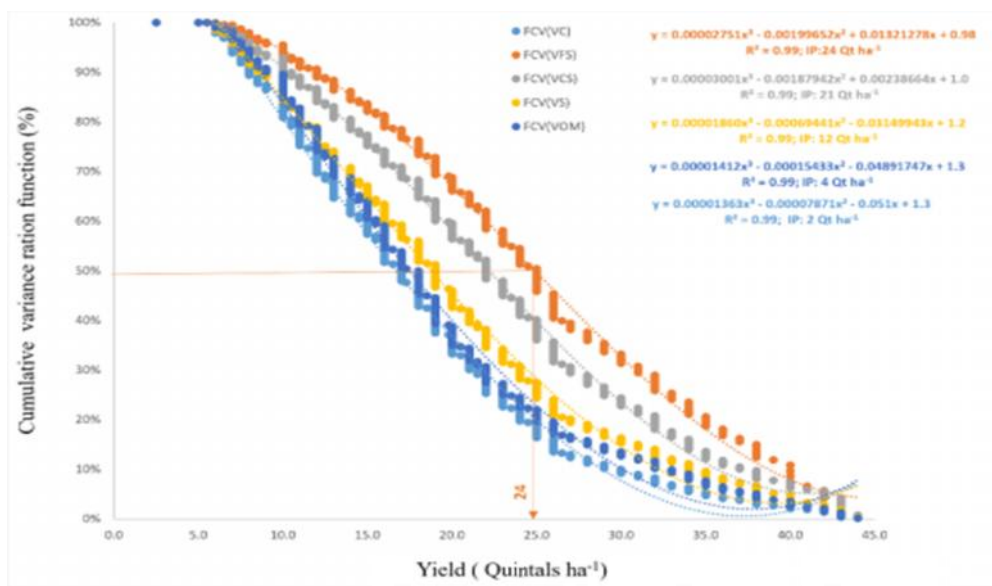 Cumulative variance ration function (%)
100%
90%
80%
70%
60%
50%
40%
30%
20%
10%
0%
FCV(VC)
FCV(VFS)
FCV(VCS)
FCV(VS)
FCV(VOM)
y = 0.00002751x³ - 0.00199652x² + 0.01321278x + 0.98
R² = 0.99; IP:24 Qt ha⁻¹
y = 0.00003001x³ - 0.00187942x² + 0.00238664x + 1.0
R² = 0.99; IP: 21 Qt ha⁻¹
y = 0.00001860x³ - 0.00069441x² - 0.03149943x + 1.2
R² = 0.99; IP: 12 Qt ha⁻¹
y = 0.00001412x³ - 0.00015433x² - 0.04891747x + 1.3
R² = 0.99; IP: 4 Qt ha⁻¹
y = 0.00001363x³ - 0.00007871x² - 0.051x + 1.3
R² = 0.99; IP: 2 Qt ha⁻¹
24
0.0 5.0 10.0 15.0 20.0 25.0 30.0 35.0 40.0 45.0
Yield ( Quintals ha⁻¹)